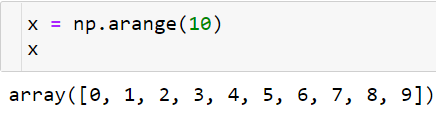 x = np.arange(10)
x
array([0, 1, 2, 3, 4, 5, 6, 7, 8, 9])